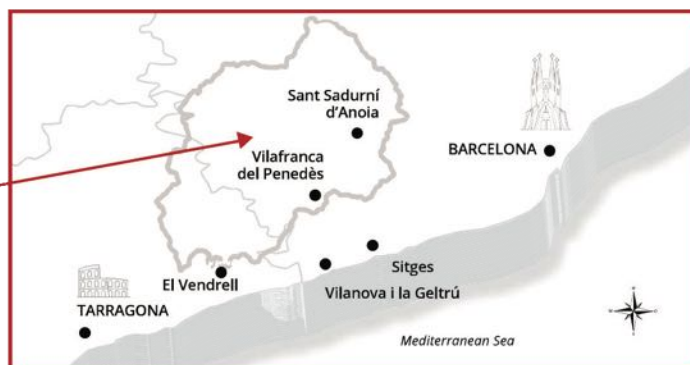 Sant Sadurní
d'Anoia
BARCELONA
Vilafranca
del Penedès
Sitges
El Vendrell
Vilanova i la Geltrú
TARRAGONA
Mediterranean Sea